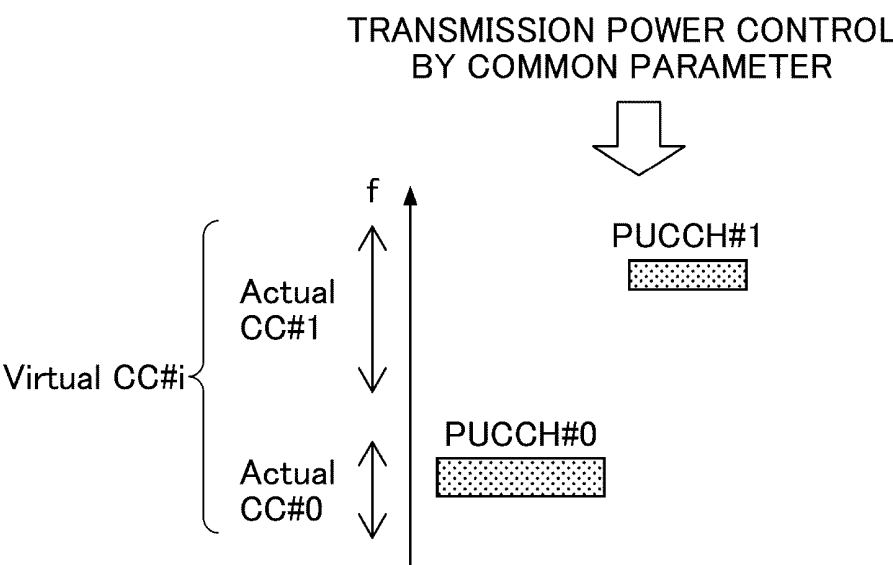 TRANSMISSION POWER CONTROL
BY COMMON PARAMETER
f
PUCCH#1
Actual
CC#1
Virtual CC#i
PUCCH#0
Actual
CC#0